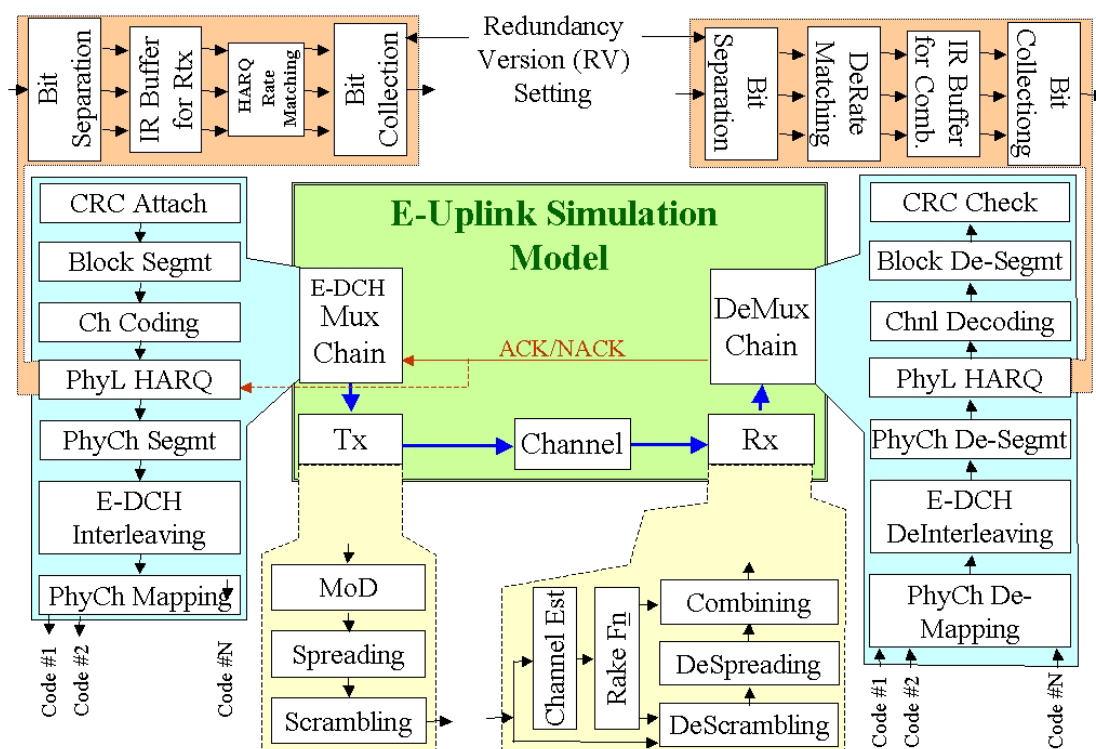 Bit
Separation
IR Buffer
for Rtx
HARQ
Rate
Matching
Bit
Collection
Redundancy
Version (RV)
Setting
Bit
Separation
DeRate
Matching
IR Buffer
for Comb.
Bit
Collectiong
CRC Attach
Block Segmt
Ch Coding
PhyL HARQ
PhyCh Segmt
E-DCH
Interleaving
PhyCh Mapping
Code #1
Code #2
Code #N
E-Uplink Simulation
Model
E-DCH
Mux
Chain
ACK/NACK
DeMux
Chain
Tx
Channel
Rx
MoD
Spreading
Scrambling
Channel Est
Rake Fn
Combining
DeSpreading
DeScrambling
CRC Check
Block De-Segmt
Chnl Decoding
PhyL HARQ
PhyCh De-Segmt
E-DCH
DeInterleaving
PhyCh De-
Mapping
Code #1
Code #2
Code #N